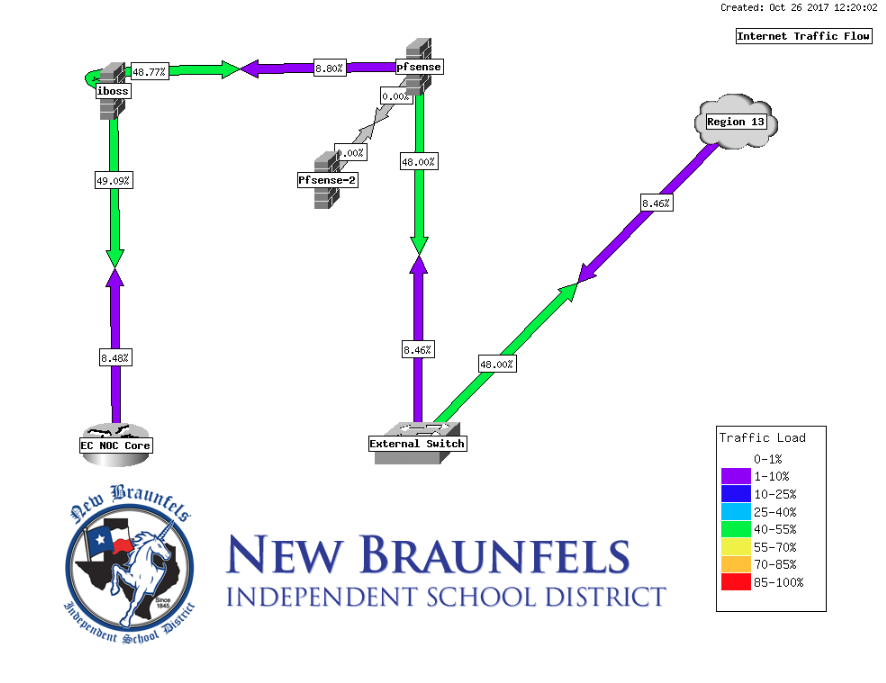 Created: Oct 26 2017 12:20:02
Internet Traffic Flow
48.77%
8.80%
pfsense
iboss
0.00%
Region 13
.00%
48.00%
49.09%
Pfsense-2
8.46%
8.46%
8.48%
48.00%
EC NOC Core
External Switch
Traffic Load
0-1%
1-10%
10-25%
25-40%
40-55%
55-70%
70-85%
85-100%
New Braunfels
Since
1845
Independent School District
NEW BRAUNFELS
INDEPENDENT SCHOOL DISTRICT